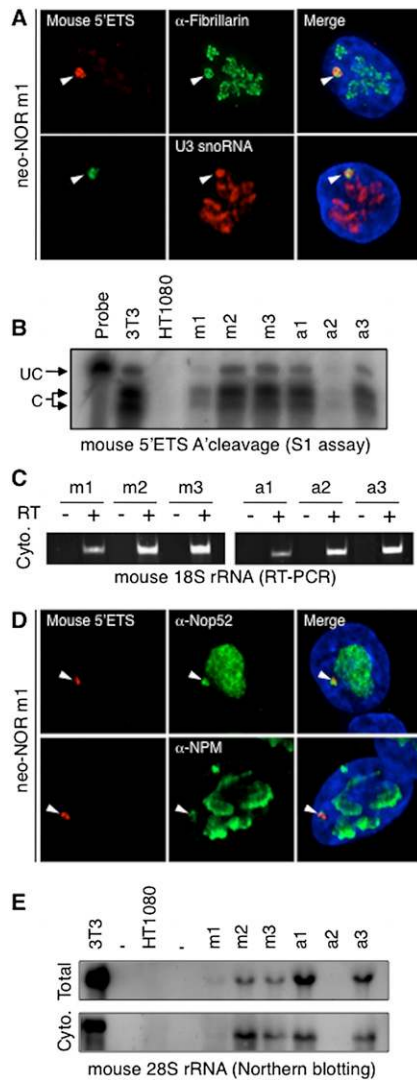 A
Mouse 5'ETS
α-Fibrillarin
Merge
neo-NOR m1
U3 snoRNA
B
Probe
3T3
HT1080
m1
m2
m3
a1
a2
a3
UC
C
mouse 5'ETS A'cleavage (S1 assay)
C
m1 m2 m3 a1 a2 a3
RT - + - + - + - + - + - +
Cyto.
mouse 18S rRNA (RT-PCR)
D
Mouse 5'ETS
α-Nop52
Merge
neo-NOR m1
α-NPM
E
3T3
-
HT1080
-
m1
m2
m3
a1
a2
a3
Total
Cyto.
mouse 28S rRNA (Northern blotting)